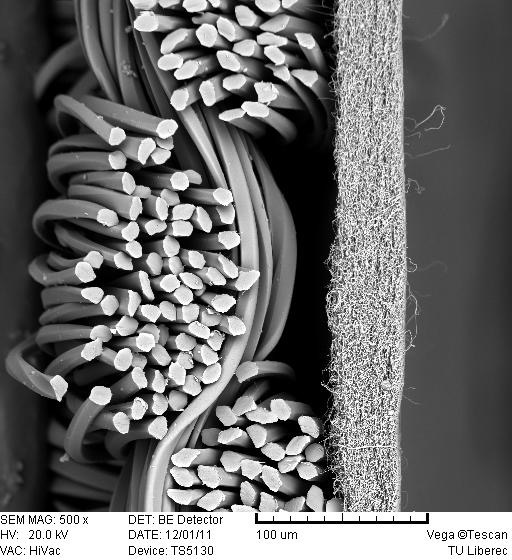 SEM MAG: 500 x DET: BE Detector
HV: 20.0 kV DATE: 12/01/11 100 um Vega ©Tescan
VAC: HiVac Device: TS5130 TU Liberec